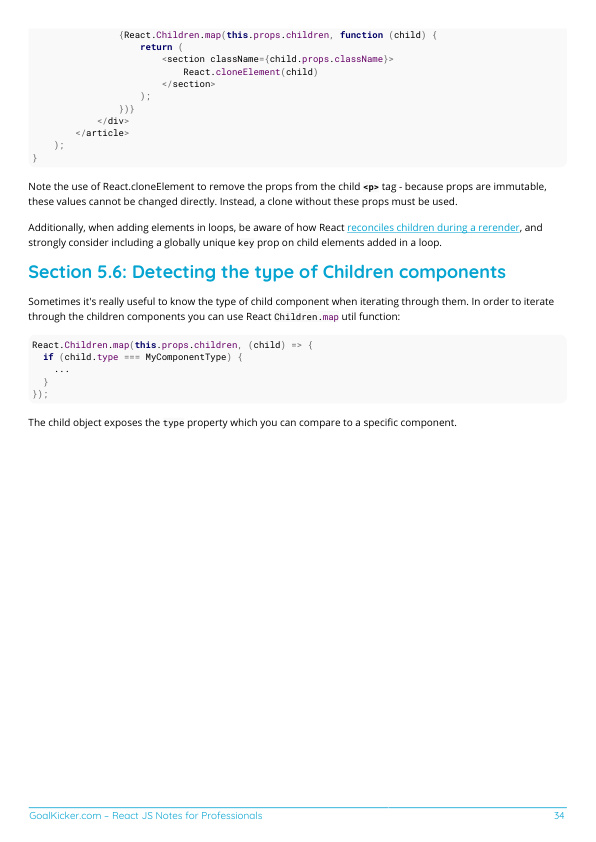 {React.Children.map(this.props.children, function (child) {
                    return (
                        <section className={child.props.className}>
                            React.cloneElement(child)
                        </section>
                    );
                })}
            </div>
        </article>
    );
}
Note the use of React.cloneElement to remove the props from the child <p> tag - because props are immutable,
these values cannot be changed directly. Instead, a clone without these props must be used.
Additionally, when adding elements in loops, be aware of how React reconciles children during a rerender, and
strongly consider including a globally unique key prop on child elements added in a loop.
Section 5.6: Detecting the type of Children components
Sometimes it's really useful to know the type of child component when iterating through them. In order to iterate
through the children components you can use React Children.map util function:
React.Children.map(this.props.children, (child) => {
  if (child.type === MyComponentType) {
    ...
  }
});
The child object exposes the type property which you can compare to a specific component.
GoalKicker.com – React JS Notes for Professionals
34